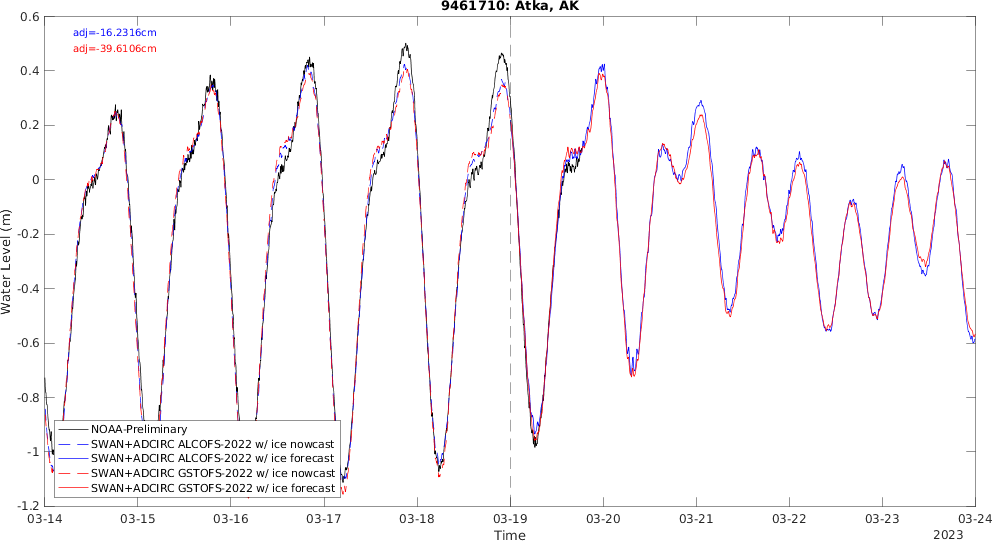 9461710: Atka, AK
adj=-16.2316cm
adj=-39.6106cm
0.6
0.4
0.2
0
-0.2
-0.4
-0.6
-0.8
-1
-1.2
Water Level (m)
NOAA-Preliminary
SWAN+ADCIRC ALCOFS-2022 w/ ice nowcast
SWAN+ADCIRC ALCOFS-2022 w/ ice forecast
SWAN+ADCIRC GSTOFS-2022 w/ ice nowcast
SWAN+ADCIRC GSTOFS-2022 w/ ice forecast
03-14 03-15 03-16 03-17 03-18 03-19 03-20 03-21 03-22 03-23 03-24
Time
2023